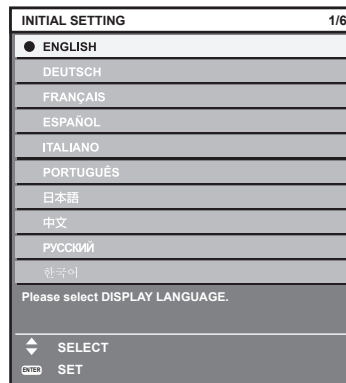 INITIAL SETTING 1/6
ENGLISH
DEUTSCH
FRANÇAIS
ESPAÑOL
ITALIANO
PORTUGUÊS
日本語
中文
РУССКИЙ
한국어
Please select DISPLAY LANGUAGE.
SELECT
ENTER SET